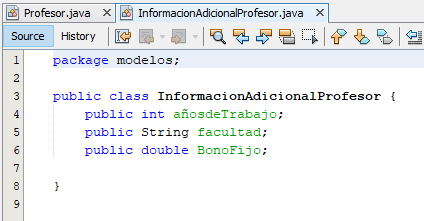 Profesor.java InformacionAdicionalProfesor.java
Source History
1 package modelos;
2
3 public class InformacionAdicionalProfesor {
4 public int añosdeTrabajo;
5 public String facultad;
6 public double BonoFijo;
7
8 }
9